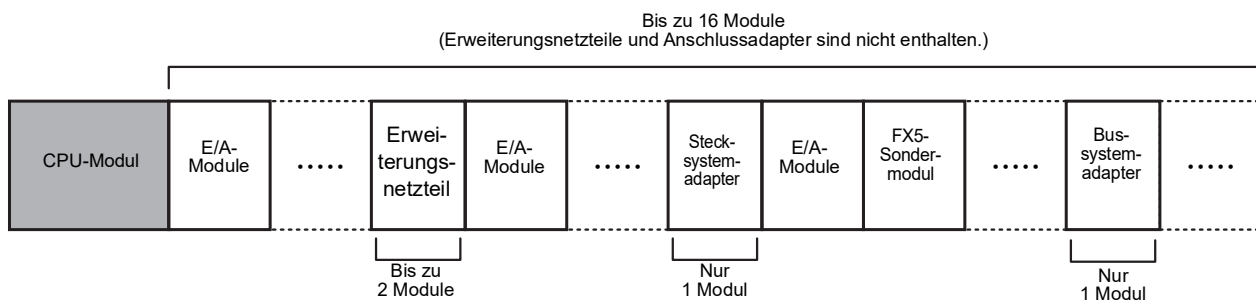 Bis zu 16 Module
(Erweiterungsnetzteile und Anschlussadapter sind nicht enthalten.)
CPU-Modul
E/A-
Module
.....
Erwei-
terungs-
netzteil
E/A-
Module
.....
Steck-
system-
adapter
E/A-
Module
FX5-
Sonder-
modul
.....
Bus-
system-
adapter
.....
Bis zu
2 Module
Nur
1 Modul
Nur
1 Modul